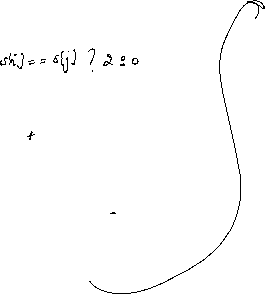 s[i] == s[j] ? 2 : 0
+
-